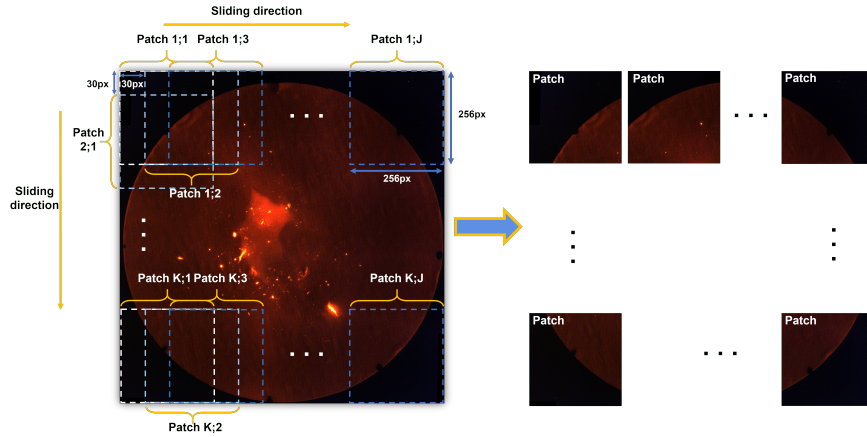 Sliding direction
Patch 1;1
Patch 1;3
Patch 1;J
30px
30px
Patch
2;1
256px
256px
Patch 1;2
Sliding
direction
Patch K;1
Patch K;3
Patch K;J
Patch K;2
Patch
Patch
Patch
Patch
Patch